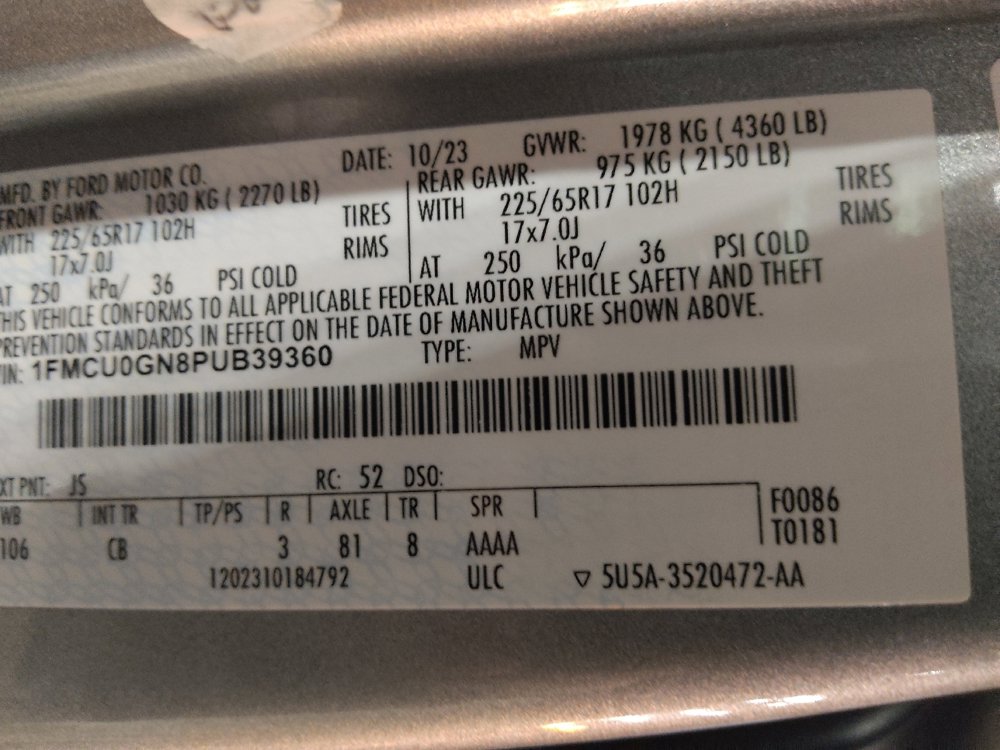 MFD. BY FORD MOTOR CO. DATE: 10/23 GVWR: 1978 KG ( 4360 LB)
FRONT GAWR: 1030 KG ( 2270 LB) REAR GAWR: 975 KG ( 2150 LB)
WITH 225/65R17 102H TIRES WITH 225/65R17 102H TIRES
17x7.0J RIMS 17x7.0J RIMS
AT 250 kPa/ 36 PSI COLD AT 250 kPa/ 36 PSI COLD
THIS VEHICLE CONFORMS TO ALL APPLICABLE FEDERAL MOTOR VEHICLE SAFETY AND THEFT
PREVENTION STANDARDS IN EFFECT ON THE DATE OF MANUFACTURE SHOWN ABOVE.
VIN: 1FMCU0GN8PUB39360 TYPE: MPV
EXT PNT: JS RC: 52 DSO:
WB INT TR TP/PS R AXLE TR SPR F0086
106 CB 3 81 8 AAAA T0181
1202310184792 ULC ▽ 5U5A-3520472-AA